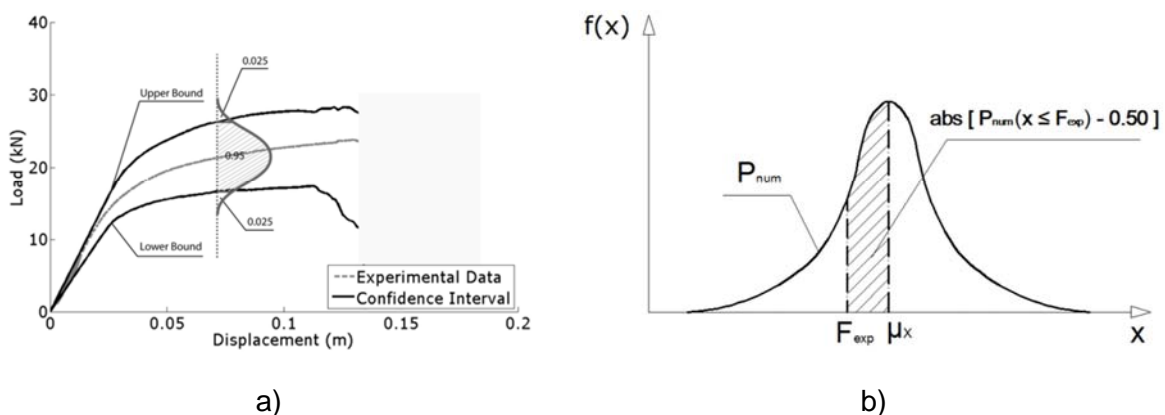 40
30
20
10
0
Load (kN)
0.025
Upper Bound
0.95
0.025
Lower Bound
Experimental Data
Confidence Interval
0
0.05
0.1
0.15
0.2
Displacement (m)
a)
f(x)
abs [ Pnum(x ≤ Fexp) - 0.50 ]
Pnum
Fexp
μx
x
b)